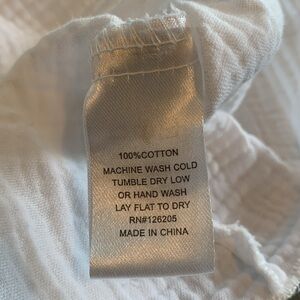 100%COTTON
MACHINE WASH COLD
TUMBLE DRY LOW
OR HAND WASH
LAY FLAT TO DRY
RN#126205
MADE IN CHINA